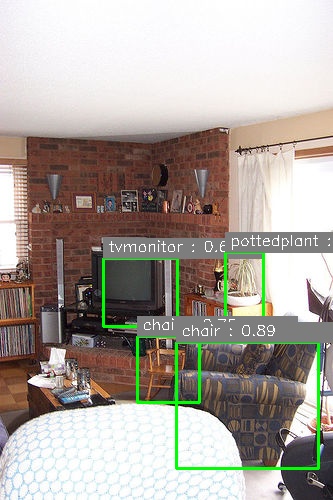 tvmonitor : 0.6
pottedplant :
chai
chair : 0.89